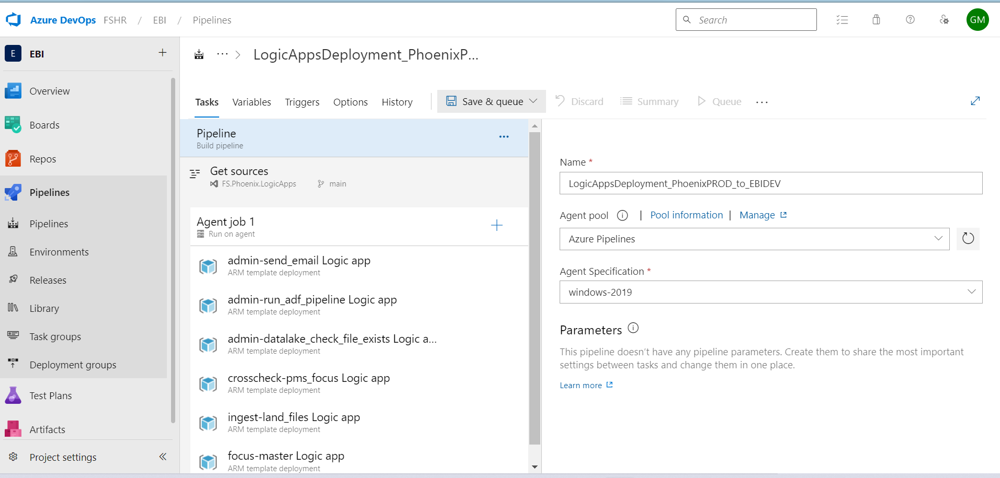 Azure DevOps FSHR / EBI / Pipelines
Search
GM
E EBI
Overview
Boards
Repos
Pipelines
Pipelines
Environments
Releases
Library
Task groups
Deployment groups
Test Plans
Artifacts
Project settings
LogicAppsDeployment_PhoenixP...
Tasks Variables Triggers Options History Save & queue Discard Summary Queue
Pipeline
Build pipeline
Get sources
FS.Phoenix.LogicApps main
Agent job 1
Run on agent
admin-send_email Logic app
ARM template deployment
admin-run_adf_pipeline Logic app
ARM template deployment
admin-datalake_check_file_exists Logic a...
ARM template deployment
crosscheck-pms_focus Logic app
ARM template deployment
ingest-land_files Logic app
ARM template deployment
focus-master Logic app
ARM template deployment
Name *
LogicAppsDeployment_PhoenixPROD_to_EBIDEV
Agent pool | Pool information | Manage
Azure Pipelines
Agent Specification *
windows-2019
Parameters
This pipeline doesn't have any pipeline parameters. Create them to share the most important
settings between tasks and change them in one place.
Learn more